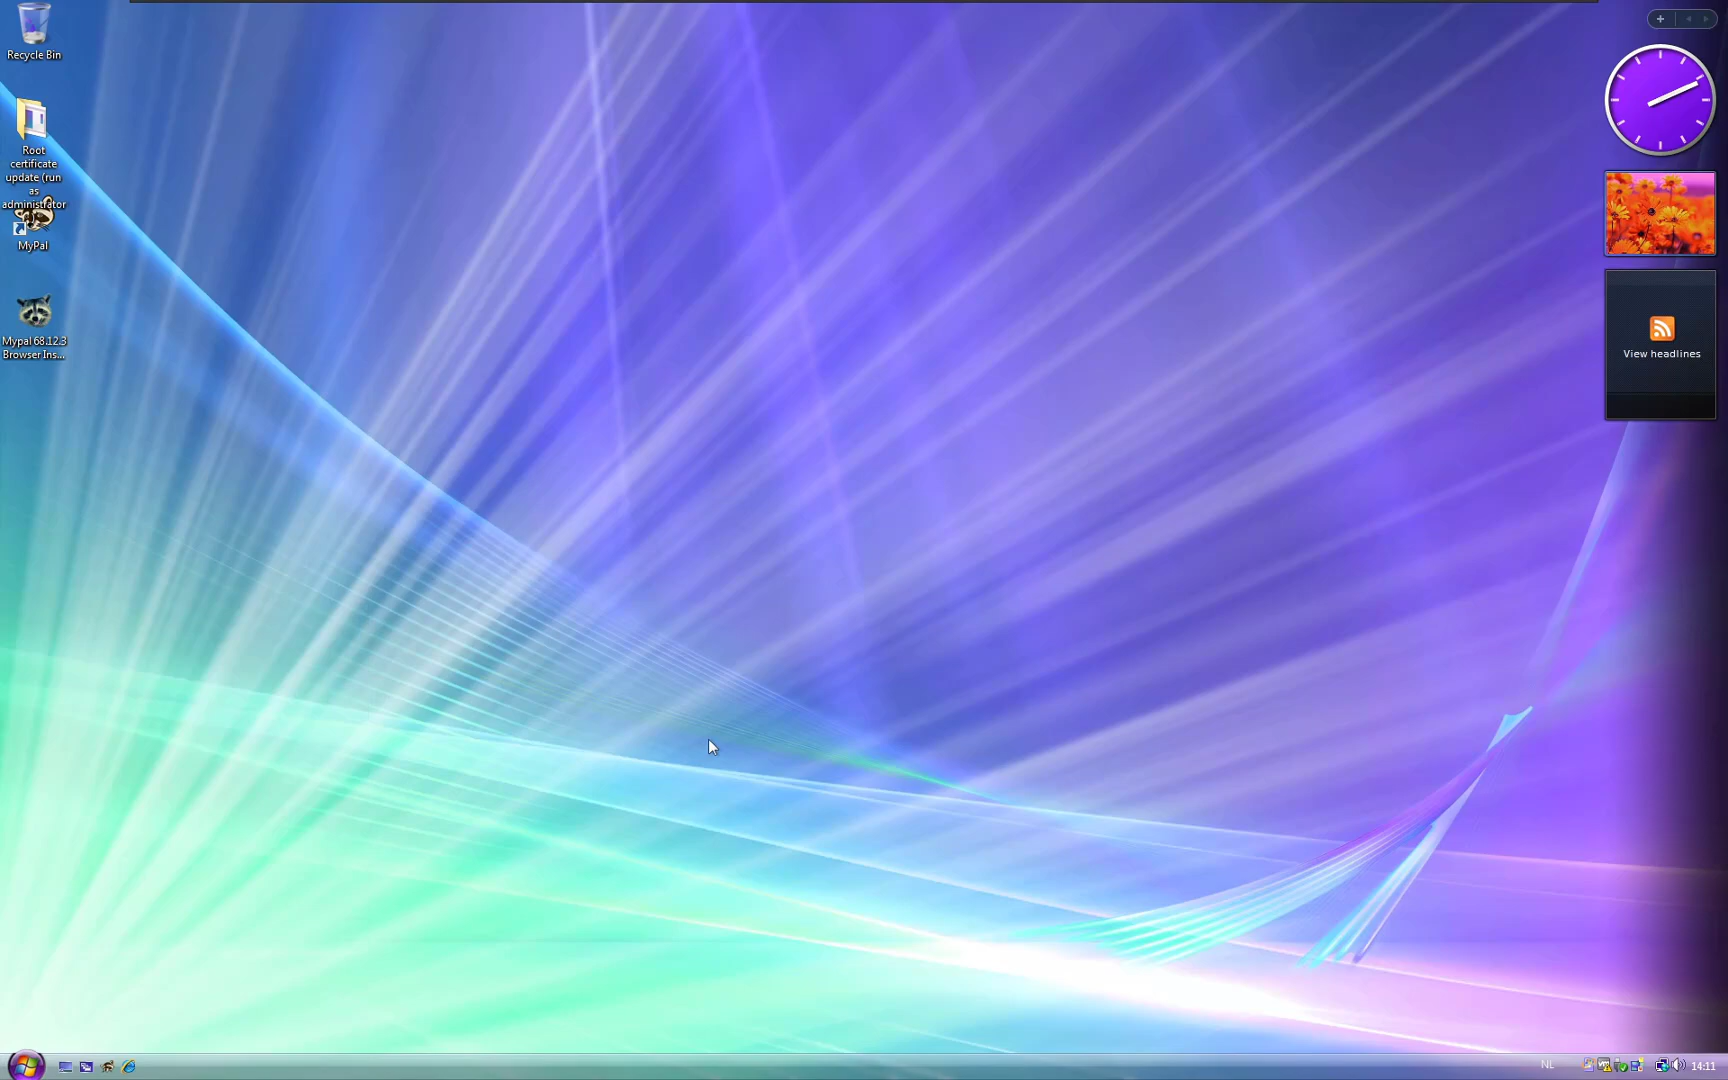 Recycle Bin
Root
certificate
update (run
as
administrator
MyPal
Mypal 68.12.3
Browser Ins...
View headlines
NL
14:11